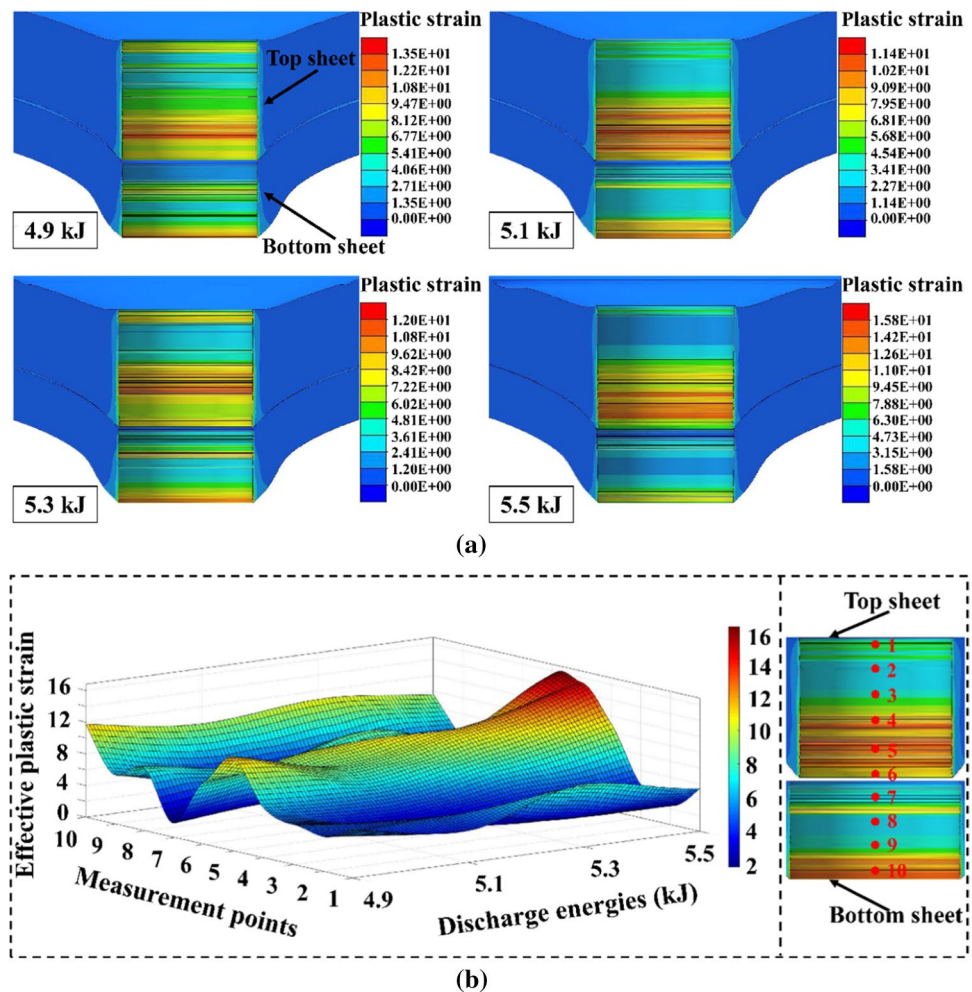 Plastic strain
1.35E+01
1.22E+01
1.08E+01
9.47E+00
8.12E+00
6.77E+00
5.41E+00
4.06E+00
2.71E+00
1.35E+00
0.00E+00
Top sheet
Bottom sheet
4.9 kJ
Plastic strain
1.14E+01
1.02E+01
9.09E+00
7.95E+00
6.81E+00
5.68E+00
4.54E+00
3.41E+00
2.27E+00
1.14E+00
0.00E+00
5.1 kJ
Plastic strain
1.20E+01
1.08E+01
9.62E+00
8.42E+00
7.22E+00
6.02E+00
4.81E+00
3.61E+00
2.41E+00
1.20E+00
0.00E+00
5.3 kJ
Plastic strain
1.58E+01
1.42E+01
1.26E+01
1.10E+01
9.45E+00
7.88E+00
6.30E+00
4.73E+00
3.15E+00
1.58E+00
0.00E+00
5.5 kJ
(a)
Effective plastic strain
16
12
8
4
0
10 9 8 7 6 5 4 3 2 1
Measurement points
4.9 5.1 5.3 5.5
Discharge energies (kJ)
16
14
12
10
8
6
4
2
Top sheet
1
2
3
4
5
6
7
8
9
10
Bottom sheet
(b)